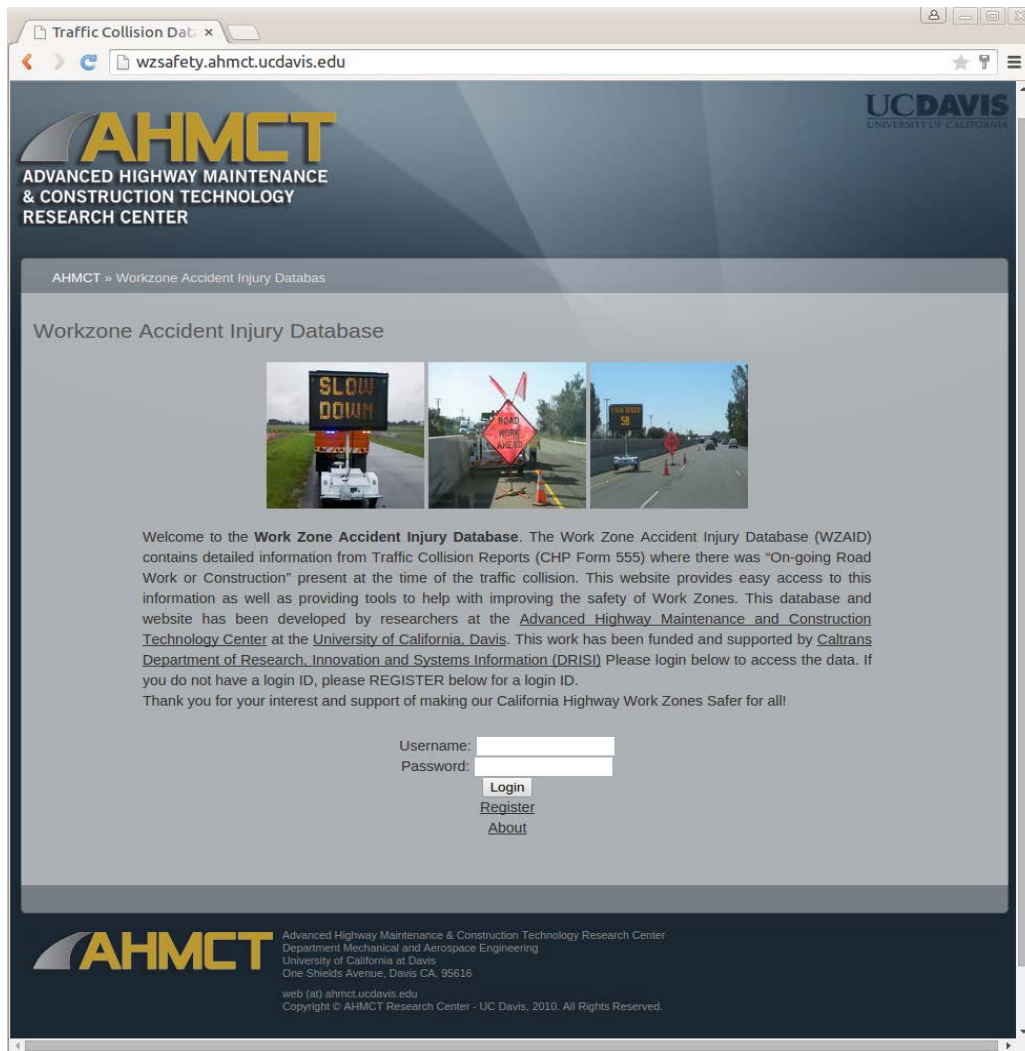 Traffic Collision Dat
wzsafety.ahmct.ucdavis.edu
UCDAVIS
UNIVERSITY OF CALIFORNIA
AHMCT
ADVANCED HIGHWAY MAINTENANCE
& CONSTRUCTION TECHNOLOGY
RESEARCH CENTER
AHMCT » Workzone Accident Injury Databas
Workzone Accident Injury Database
SLOW
DOWN
ROAD
WORK
AHEAD
YOUR SPEED
58
Welcome to the Work Zone Accident Injury Database. The Work Zone Accident Injury Database (WZAID)
contains detailed information from Traffic Collision Reports (CHP Form 555) where there was “On-going Road
Work or Construction” present at the time of the traffic collision. This website provides easy access to this
information as well as providing tools to help with improving the safety of Work Zones. This database and
website has been developed by researchers at the Advanced Highway Maintenance and Construction
Technology Center at the University of California, Davis. This work has been funded and supported by Caltrans
Department of Research, Innovation and Systems Information (DRISI) Please login below to access the data. If
you do not have a login ID, please REGISTER below for a login ID.
Thank you for your interest and support of making our California Highway Work Zones Safer for all!
Username:
Password:
Login
Register
About
AHMCT
Advanced Highway Maintenance & Construction Technology Research Center
Department Mechanical and Aerospace Engineering
University of California at Davis
One Shields Avenue, Davis CA, 95616
web (at) ahmct.ucdavis.edu
Copyright © AHMCT Research Center - UC Davis, 2010. All Rights Reserved.